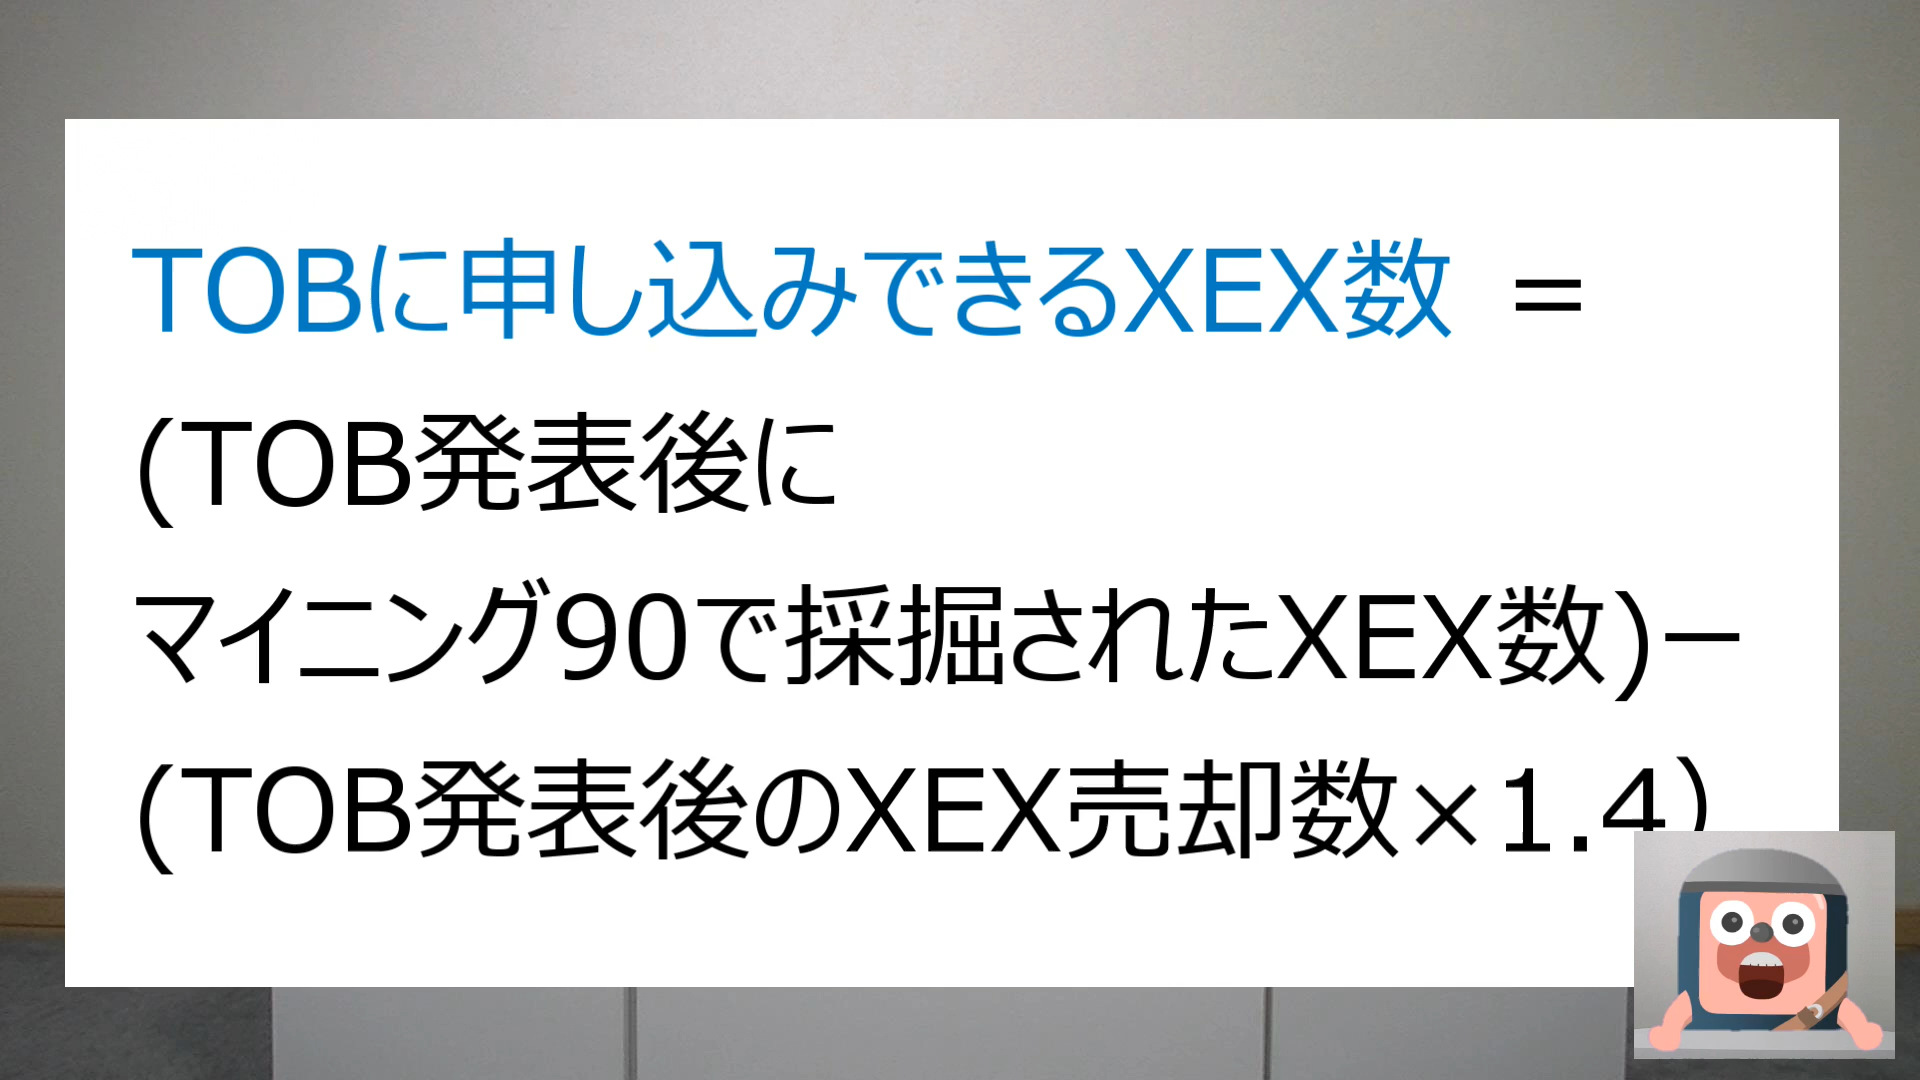 TOBに申し込みできるXEX数 =
(TOB発表後に
マイニング90で採掘されたXEX数)−
(TOB発表後のXEX売却数×1.4)